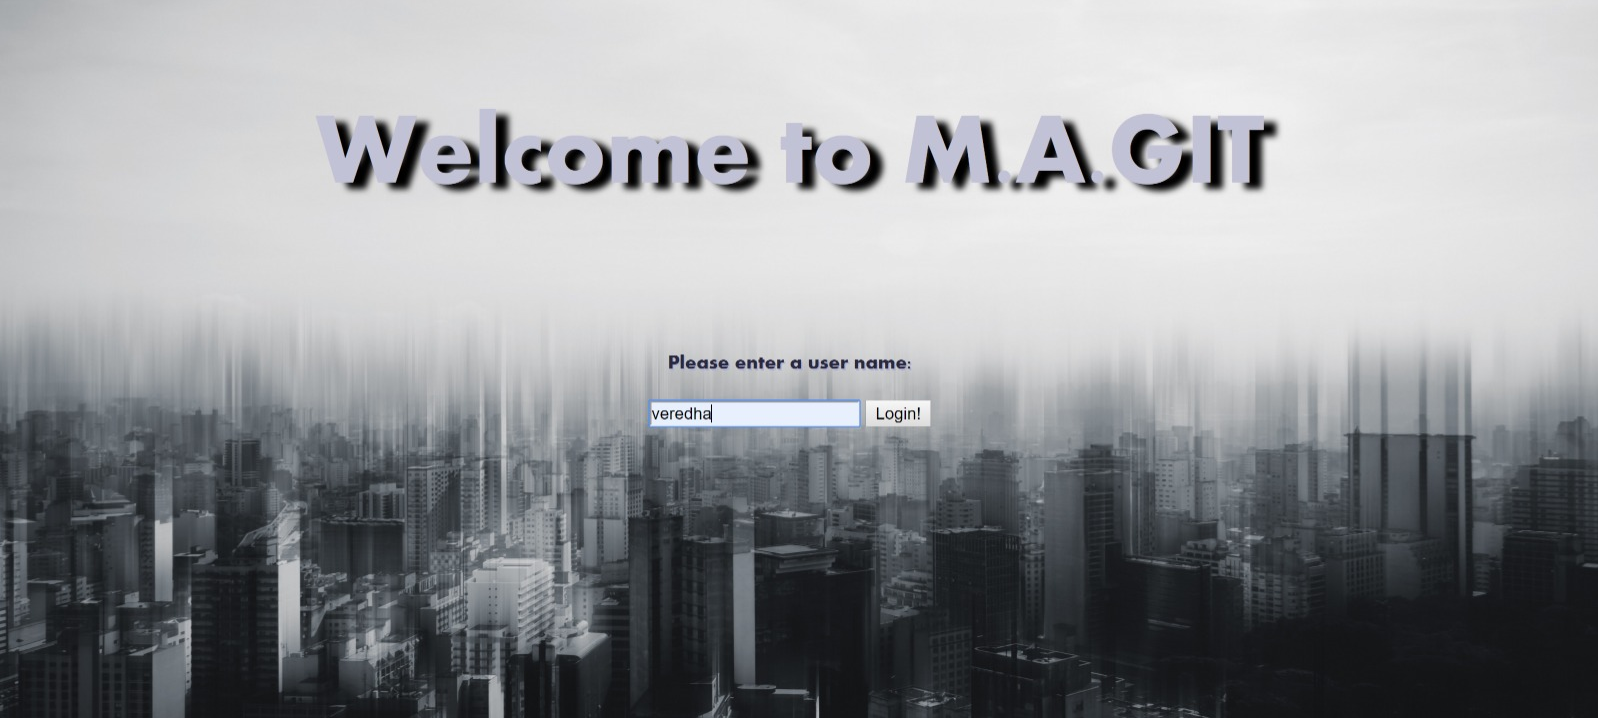 Welcome to M.A.GIT
Please enter a user name:
veredha Login!